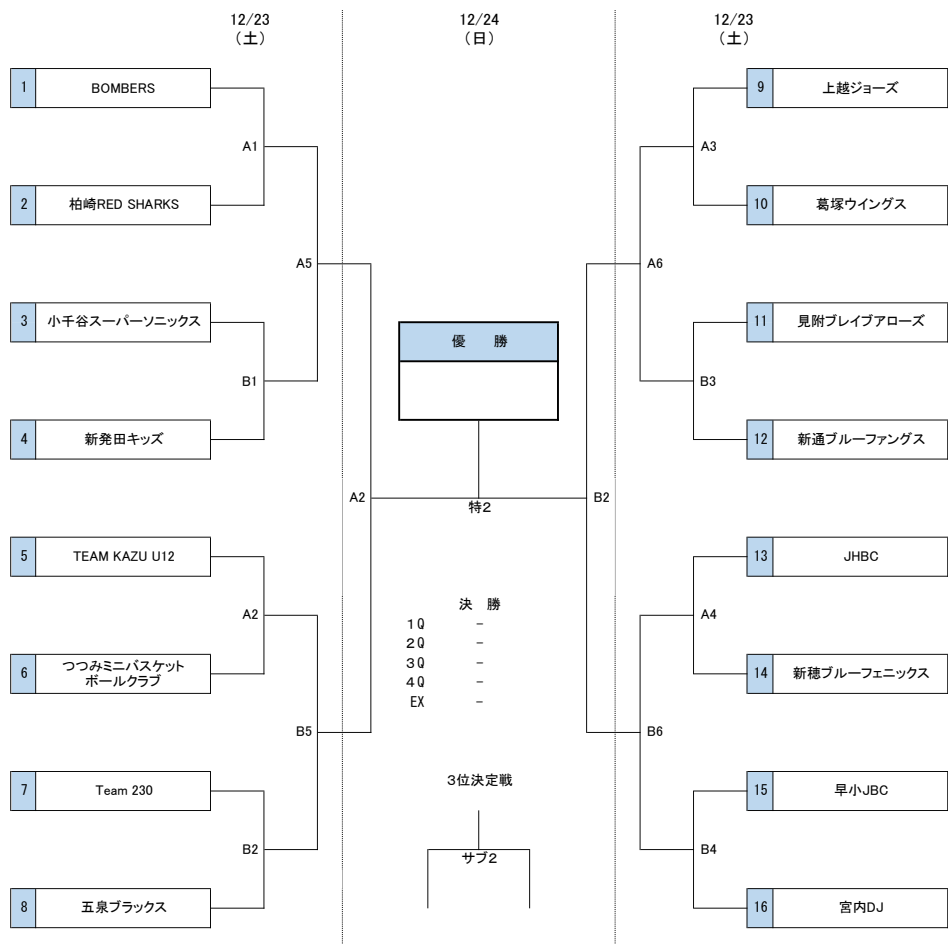 12/23
(土)
12/24
(日)
12/23
(土)
1 BOMBERS
A1
2 柏崎RED SHARKS
A5
3 小千谷スーパーソニックス
B1
4 新発田キッズ
A2
5 TEAM KAZU U12
A2
6 つつみミニバスケット
ボールクラブ
B5
7 Team 230
B2
8 五泉ブラックス
優 勝
特2
決 勝
1Q -
2Q -
3Q -
4Q -
EX -
3位決定戦
サブ2
9 上越ジョーズ
A3
10 葛塚ウイングス
A6
11 見附ブレイブアローズ
B3
12 新通ブルーファングス
B2
13 JHBC
A4
14 新穂ブルーフェニックス
B6
15 早小JBC
B4
16 宮内DJ